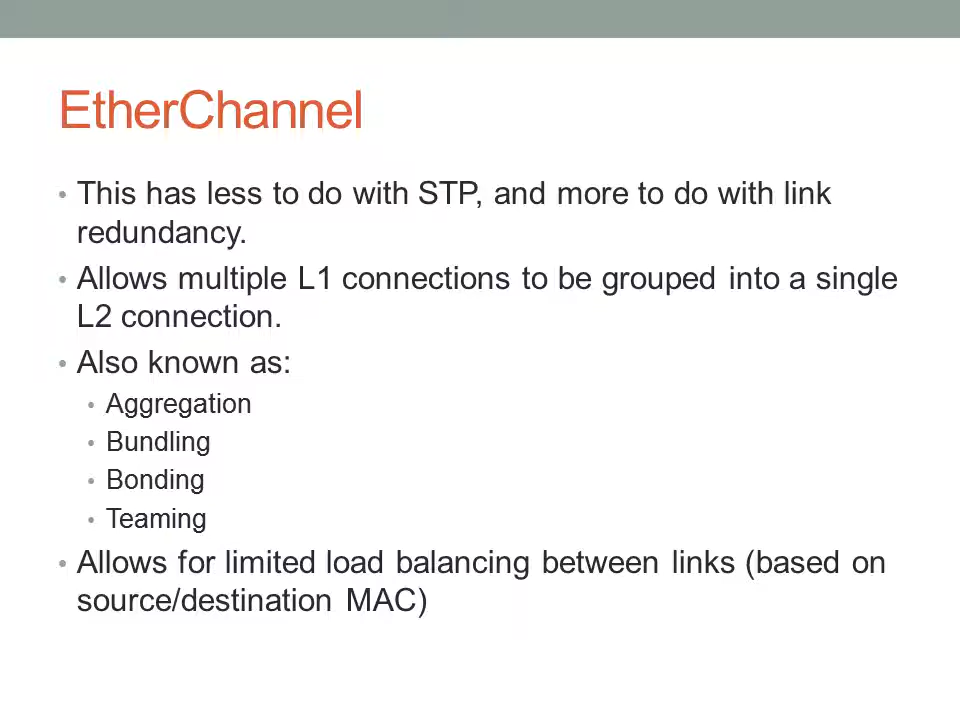 EtherChannel
• This has less to do with STP, and more to do with link
redundancy.
• Allows multiple L1 connections to be grouped into a single
L2 connection.
• Also known as:
• Aggregation
• Bundling
• Bonding
• Teaming
• Allows for limited load balancing between links (based on
source/destination MAC)